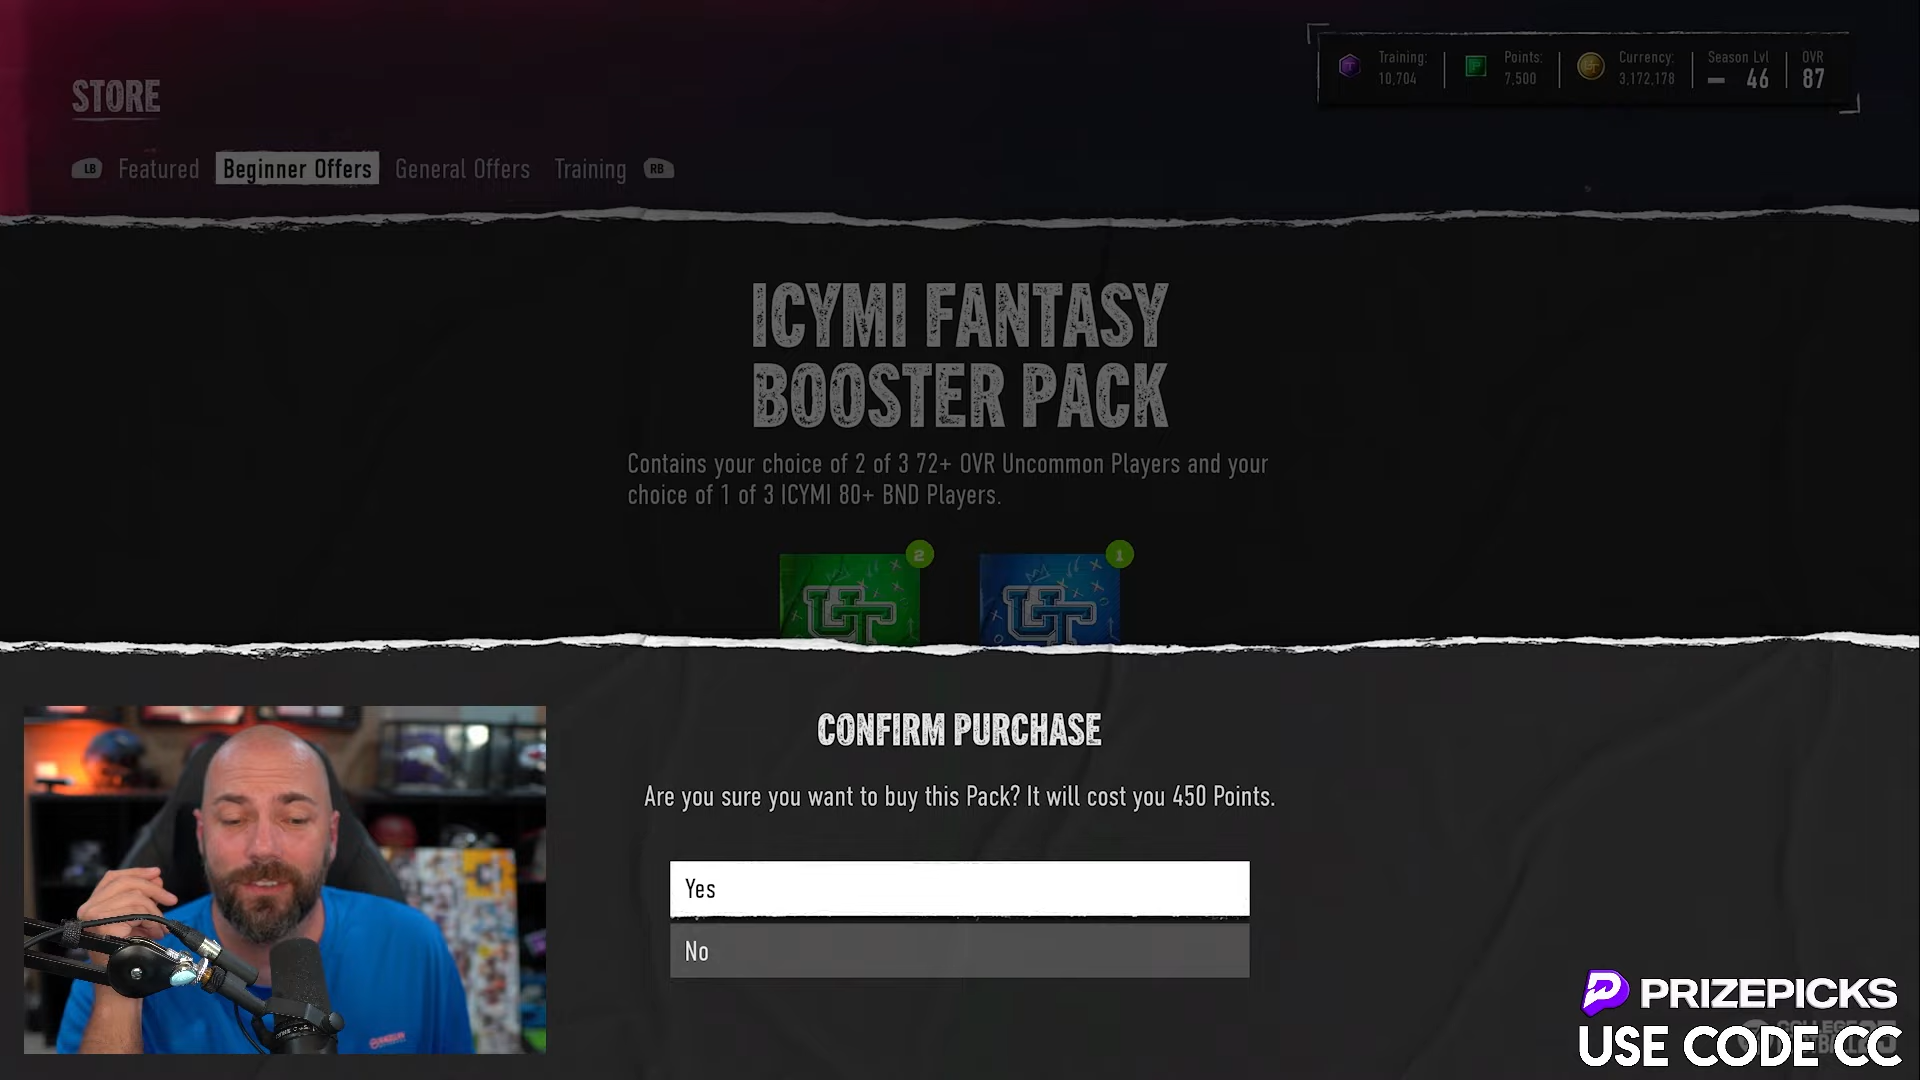 STORE
Training:
10,704
Points:
7,500
Currency:
3,172,178
Season Lvl
46
OVR
87
LB Featured Beginner Offers General Offers Training RB
ICYMI FANTASY
BOOSTER PACK
Contains your choice of 2 of 3 72+ OVR Uncommon Players and your
choice of 1 of 3 ICYMI 80+ BND Players.
2
1
UT
UT
CONFIRM PURCHASE
Are you sure you want to buy this Pack? It will cost you 450 Points.
Yes
No
PRIZEPICKS
USE CODE CC